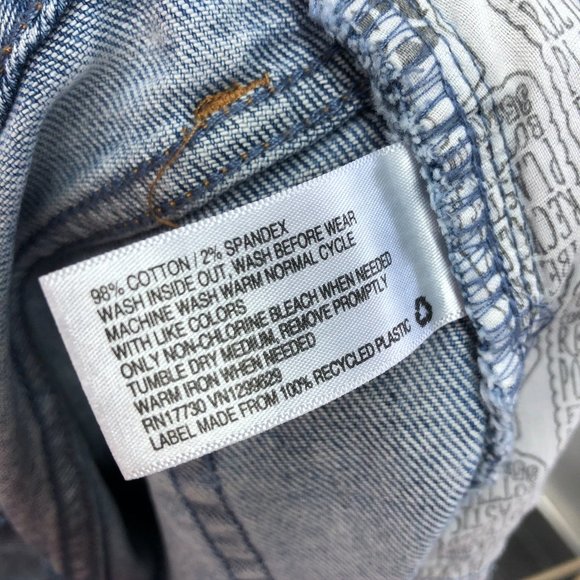 98% COTTON / 2% SPANDEX
WASH INSIDE OUT, WASH BEFORE WEAR
MACHINE WASH WARM NORMAL CYCLE
WITH LIKE COLORS
ONLY NON-CHLORINE BLEACH WHEN NEEDED
TUMBLE DRY MEDIUM, REMOVE PROMPTLY
WARM IRON WHEN NEEDED
RN17730 VN1299629
LABEL MADE FROM 100% RECYCLED PLASTIC